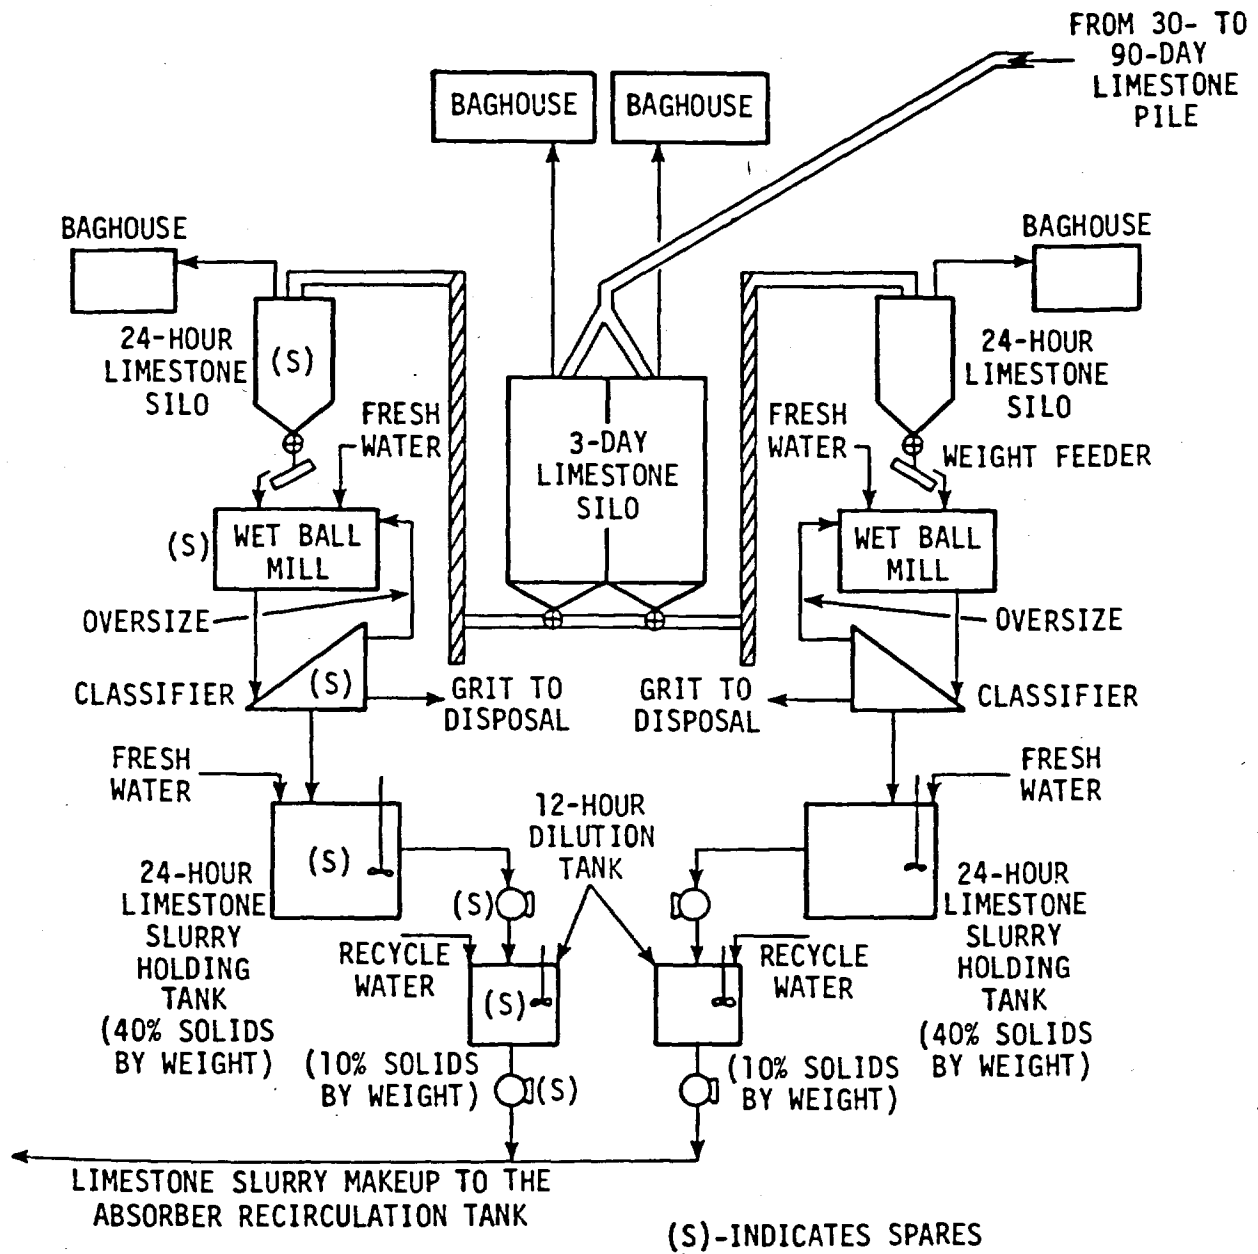 FROM 30- TO
90-DAY
LIMESTONE
PILE
BAGHOUSE
BAGHOUSE
BAGHOUSE
BAGHOUSE
24-HOUR
LIMESTONE
SILO
(S)
24-HOUR
LIMESTONE
SILO
FRESH
WATER
3-DAY
LIMESTONE
SILO
FRESH
WATER
WEIGHT FEEDER
(S)
WET BALL
MILL
WET BALL
MILL
OVERSIZE
OVERSIZE
CLASSIFIER
(S)
GRIT TO
DISPOSAL
GRIT TO
DISPOSAL
CLASSIFIER
FRESH
WATER
12-HOUR
DILUTION
TANK
FRESH
WATER
(S)
24-HOUR
LIMESTONE
SLURRY
HOLDING
TANK
(40% SOLIDS
BY WEIGHT)
(S)
24-HOUR
LIMESTONE
SLURRY
HOLDING
TANK
(40% SOLIDS
BY WEIGHT)
RECYCLE
WATER
(S)
RECYCLE
WATER
(10% SOLIDS
BY WEIGHT)
(S)
(10% SOLIDS
BY WEIGHT)
LIMESTONE SLURRY MAKEUP TO THE
ABSORBER RECIRCULATION TANK
(S)-INDICATES SPARES